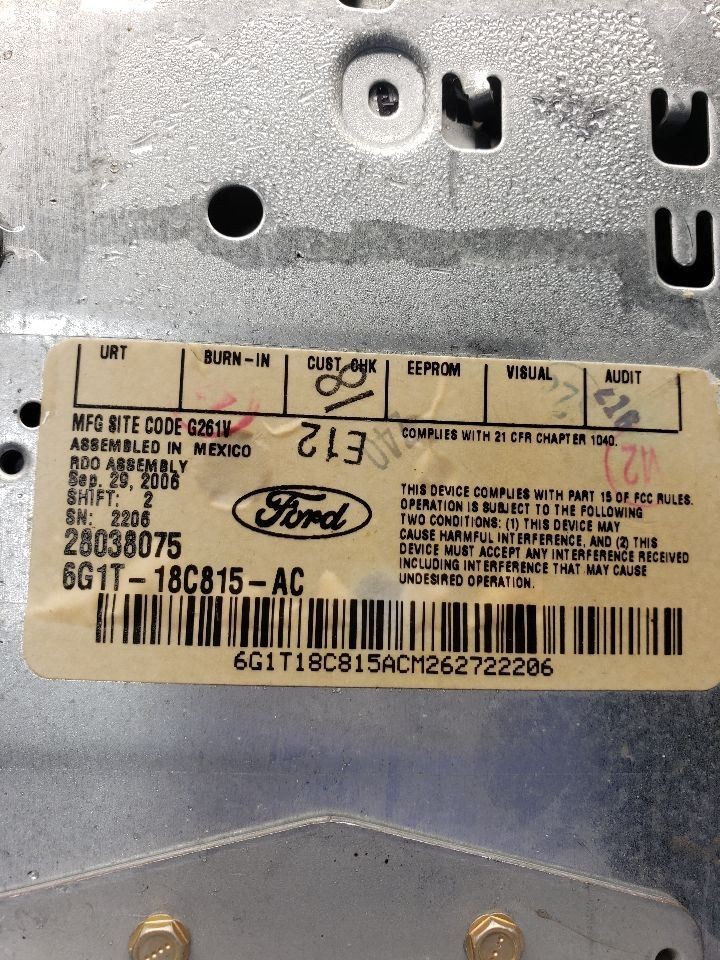 URT BURN-IN CUST CHK EEPROM VISUAL AUDIT
18
MFG SITE CODE G261V
ASSEMBLED IN MEXICO
RDO ASSEMBLY
Sep. 29, 2006
SHIFT: 2
SN: 2206
28038075
6G1T-18C815-AC
E12
Ford
COMPLIES WITH 21 CFR CHAPTER 1040.
THIS DEVICE COMPLIES WITH PART 15 OF FCC RULES.
OPERATION IS SUBJECT TO THE FOLLOWING
TWO CONDITIONS: (1) THIS DEVICE MAY
CAUSE HARMFUL INTERFERENCE, AND (2) THIS
DEVICE MUST ACCEPT ANY INTERFERENCE RECEIVED
INCLUDING INTERFERENCE THAT MAY CAUSE
UNDESIRED OPERATION.
6G1T18C815ACM262722206